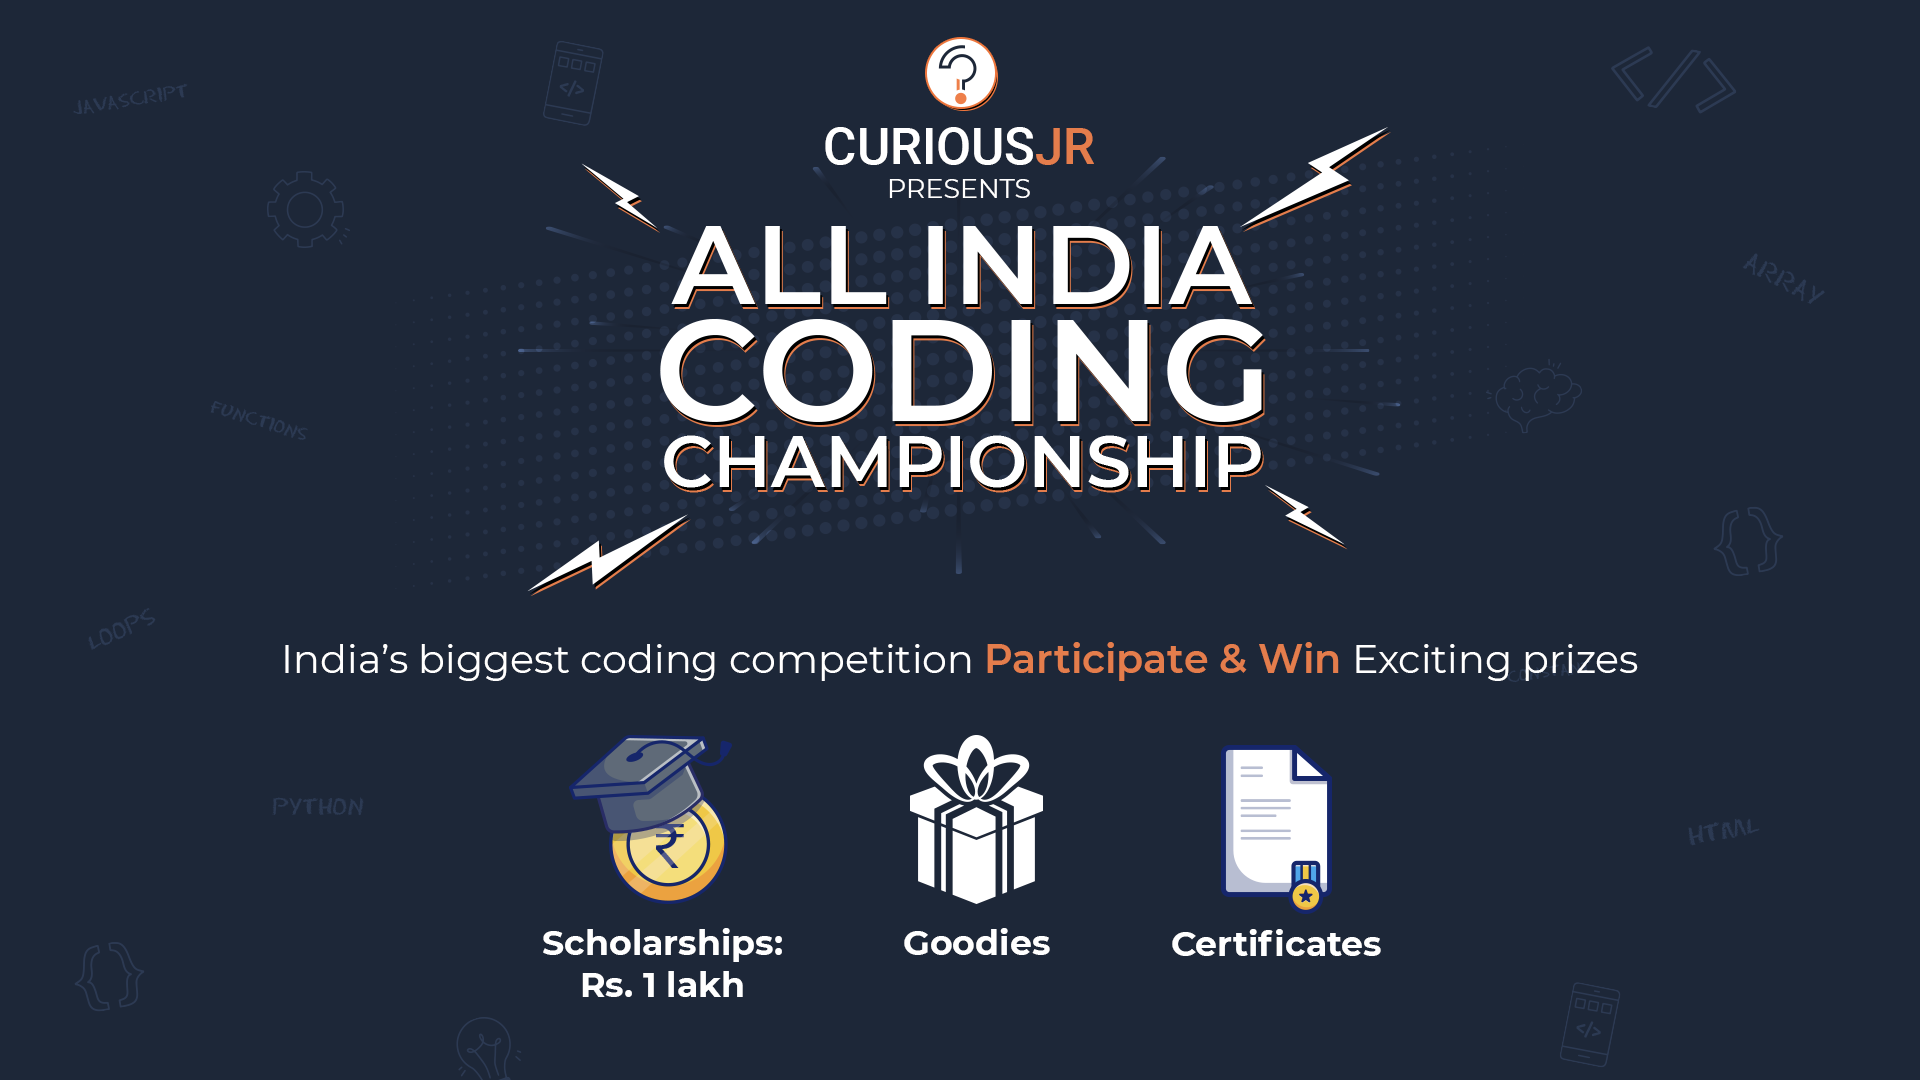 JAVASCRIPT
</>
</>
CURIOUSJR
PRESENTS
ALL INDIA
CODING
CHAMPIONSHIP
ARRAY
FUNCTIONS
{}
LOOPS
India's biggest coding competition Participate & Win Exciting prizes
PYTHON
₹
HTML
Scholarships:
Rs. 1 lakh
Goodies
Certificates
{}
</>